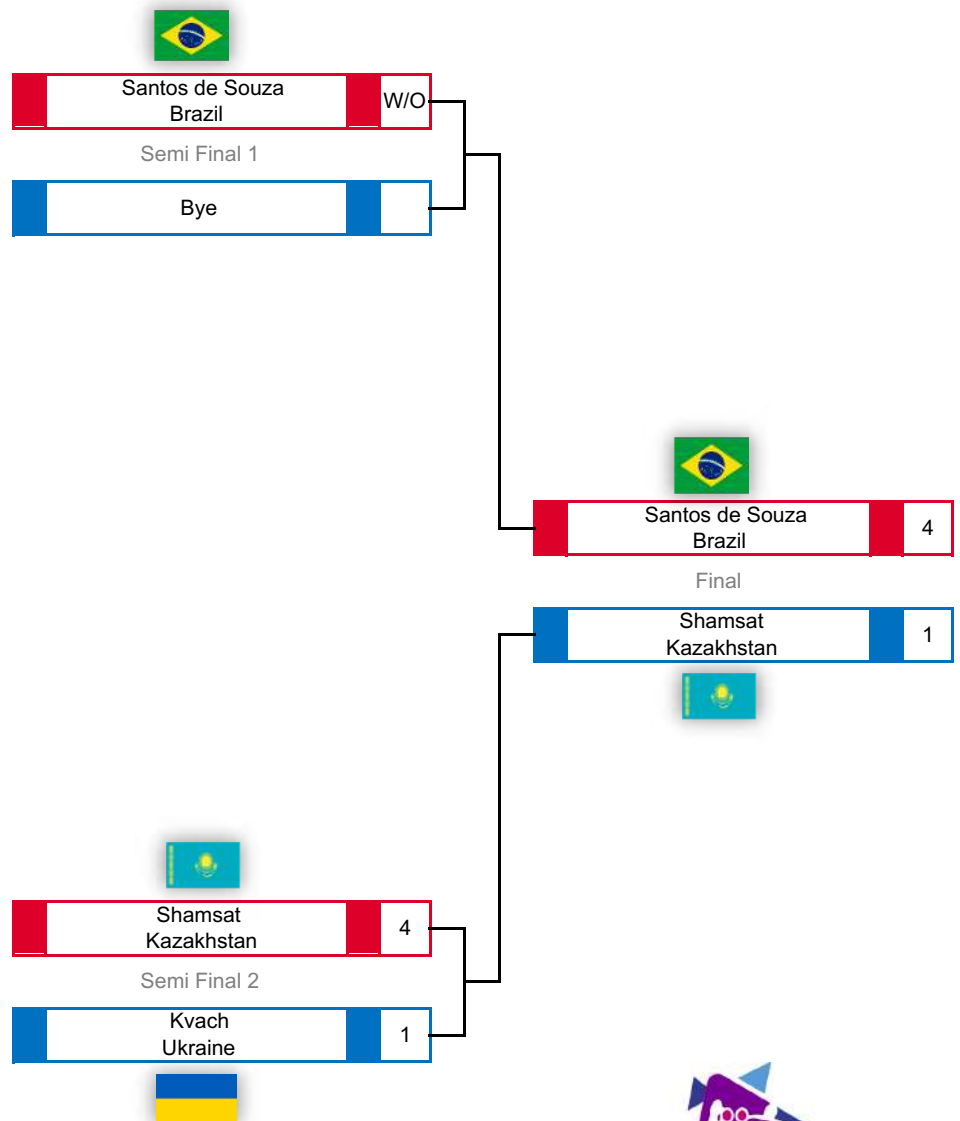 Santos de Souza
Brazil
W/O
Semi Final 1
Bye
Santos de Souza
Brazil
4
Final
Shamsat
Kazakhstan
1
Shamsat
Kazakhstan
4
Semi Final 2
Kvach
Ukraine
1